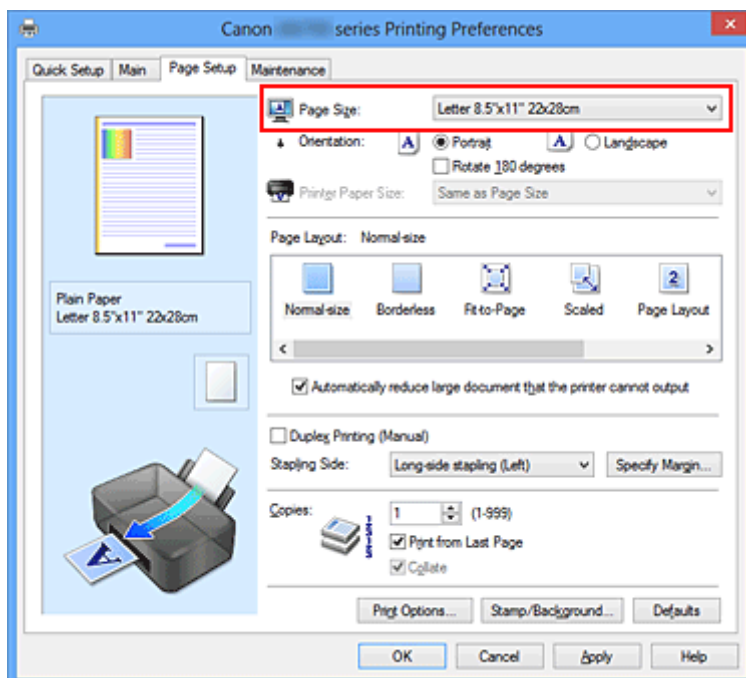 Canon series Printing Preferences
Quick Setup Main Page Setup Maintenance
Page Size: Letter 8.5"x11" 22x28cm
Orientation: A Portrait A Landscape
Rotate 180 degrees
Printer Paper Size: Same as Page Size
Page Layout: Normal-size
2
Normal-size Borderless Fit-to-Page Scaled Page Layout
Plain Paper
Letter 8.5"x11" 22x28cm
Automatically reduce large document that the printer cannot output
Duplex Printing (Manual)
Stapling Side: Long-side stapling (Left) Specify Margin...
Copies: 1 (1-999)
Print from Last Page
Collate
A
Print Options... Stamp/Background... Defaults
OK Cancel Apply Help